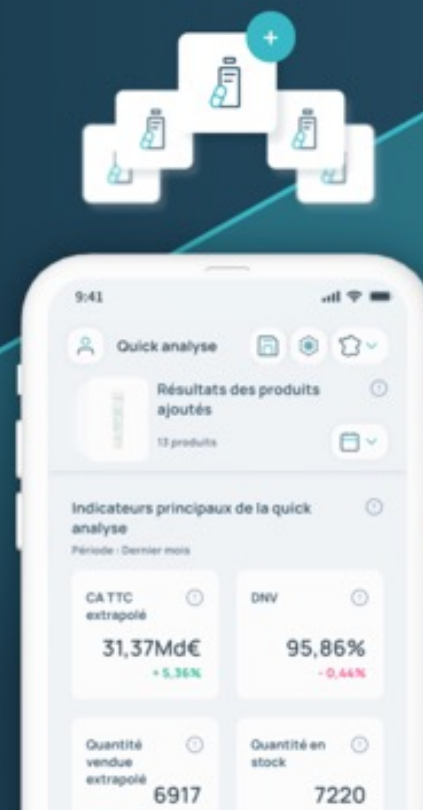 9:41
Quick analyse
Résultats des produits
ajoutés
13 produits
Indicateurs principaux de la quick
analyse
Période : Dernier mois
CA TTC
extrapolé
31,37Md€
+ 5,36%
DNV
95,86%
- 0,44%
Quantité
vendue
extrapolé
6917
Quantité en
stock
7220